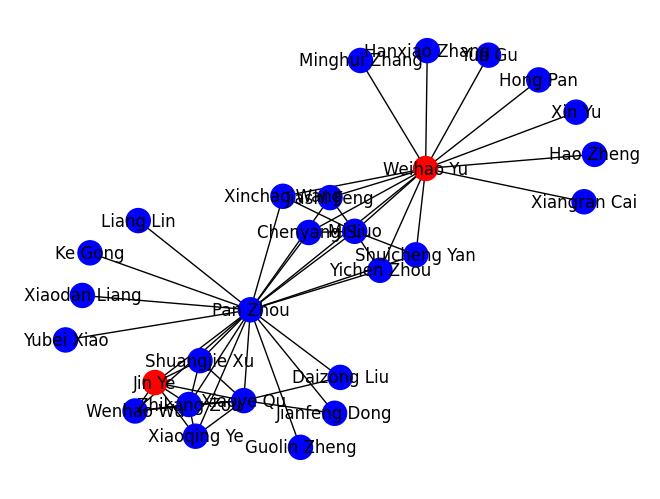 Hanxiao Zhang
Yun Gu
Minghui Zhang
Hong Pan
Xin Yu
Hao Zheng
Weihao Yu
Xinchao Wang
Jiashi Feng
Xiangran Cai
Liang Lin
Chenyang Si
Mi Luo
Ke Gong
Shuicheng Yan
Yichen Zhou
Xiaodan Liang
Pan Zhou
Yubei Xiao
Shuangjie Xu
Daizong Liu
Jin Ye
Xiaoye Qu
Zhikang Zou
Wenhao Wu
Jianfeng Dong
Xiaoqing Ye
Guolin Zheng